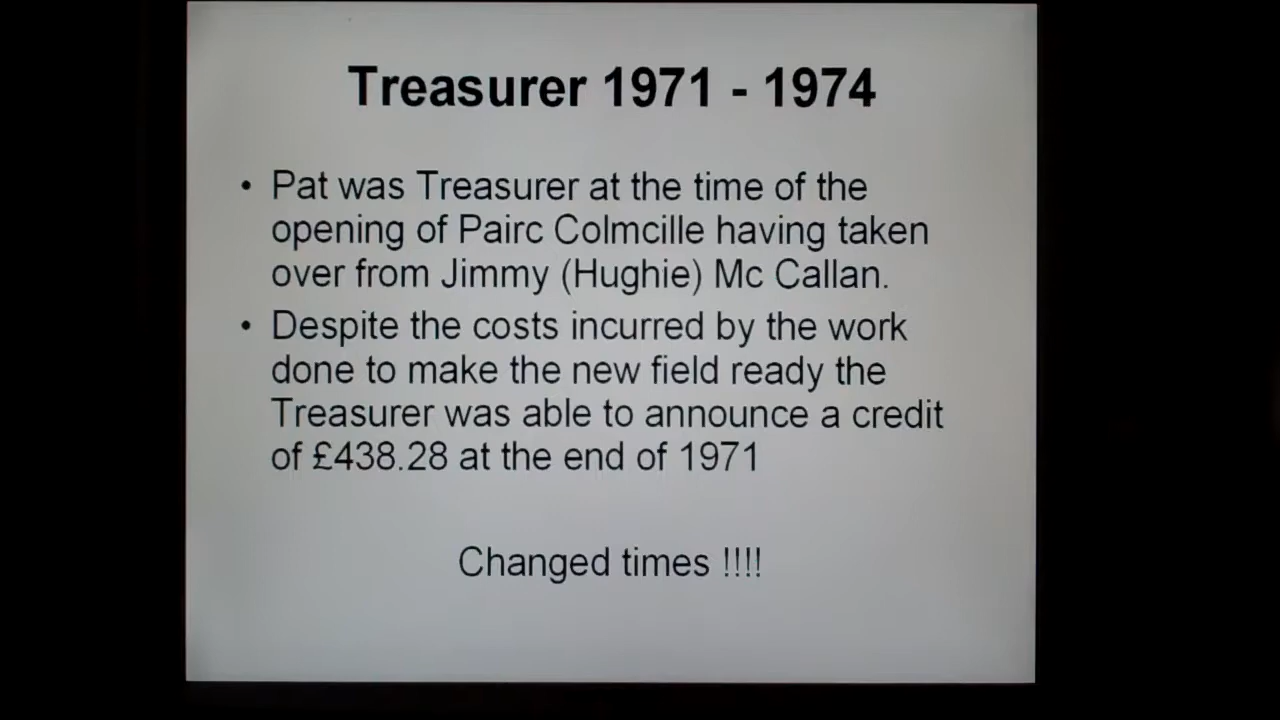 Treasurer 1971 - 1974
• Pat was Treasurer at the time of the
opening of Pairc Colmcille having taken
over from Jimmy (Hughie) Mc Callan.
• Despite the costs incurred by the work
done to make the new field ready the
Treasurer was able to announce a credit
of £438.28 at the end of 1971
Changed times !!!!